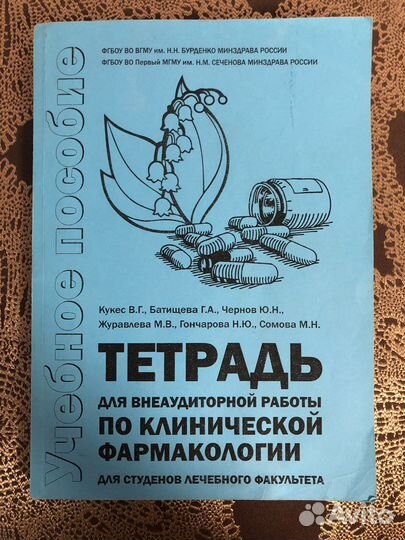 ФГБОУ ВО ВГМУ им. Н.Н. БУРДЕНКО МИНЗДРАВА РОССИИ
ФГБОУ ВО Первый МГМУ им. Н.М. СЕЧЕНОВА МИНЗДРАВА РОССИИ
Учебное пособие
Кукес В.Г., Батищева Г.А., Чернов Ю.Н.,
Журавлева М.В., Гончарова Н.Ю., Сомова М.Н.
ТЕТРАДЬ
ДЛЯ ВНЕАУДИТОРНОЙ РАБОТЫ
ПО КЛИНИЧЕСКОЙ
ФАРМАКОЛОГИИ
ДЛЯ СТУДЕНОВ ЛЕЧЕБНОГО ФАКУЛЬТЕТА
Avito